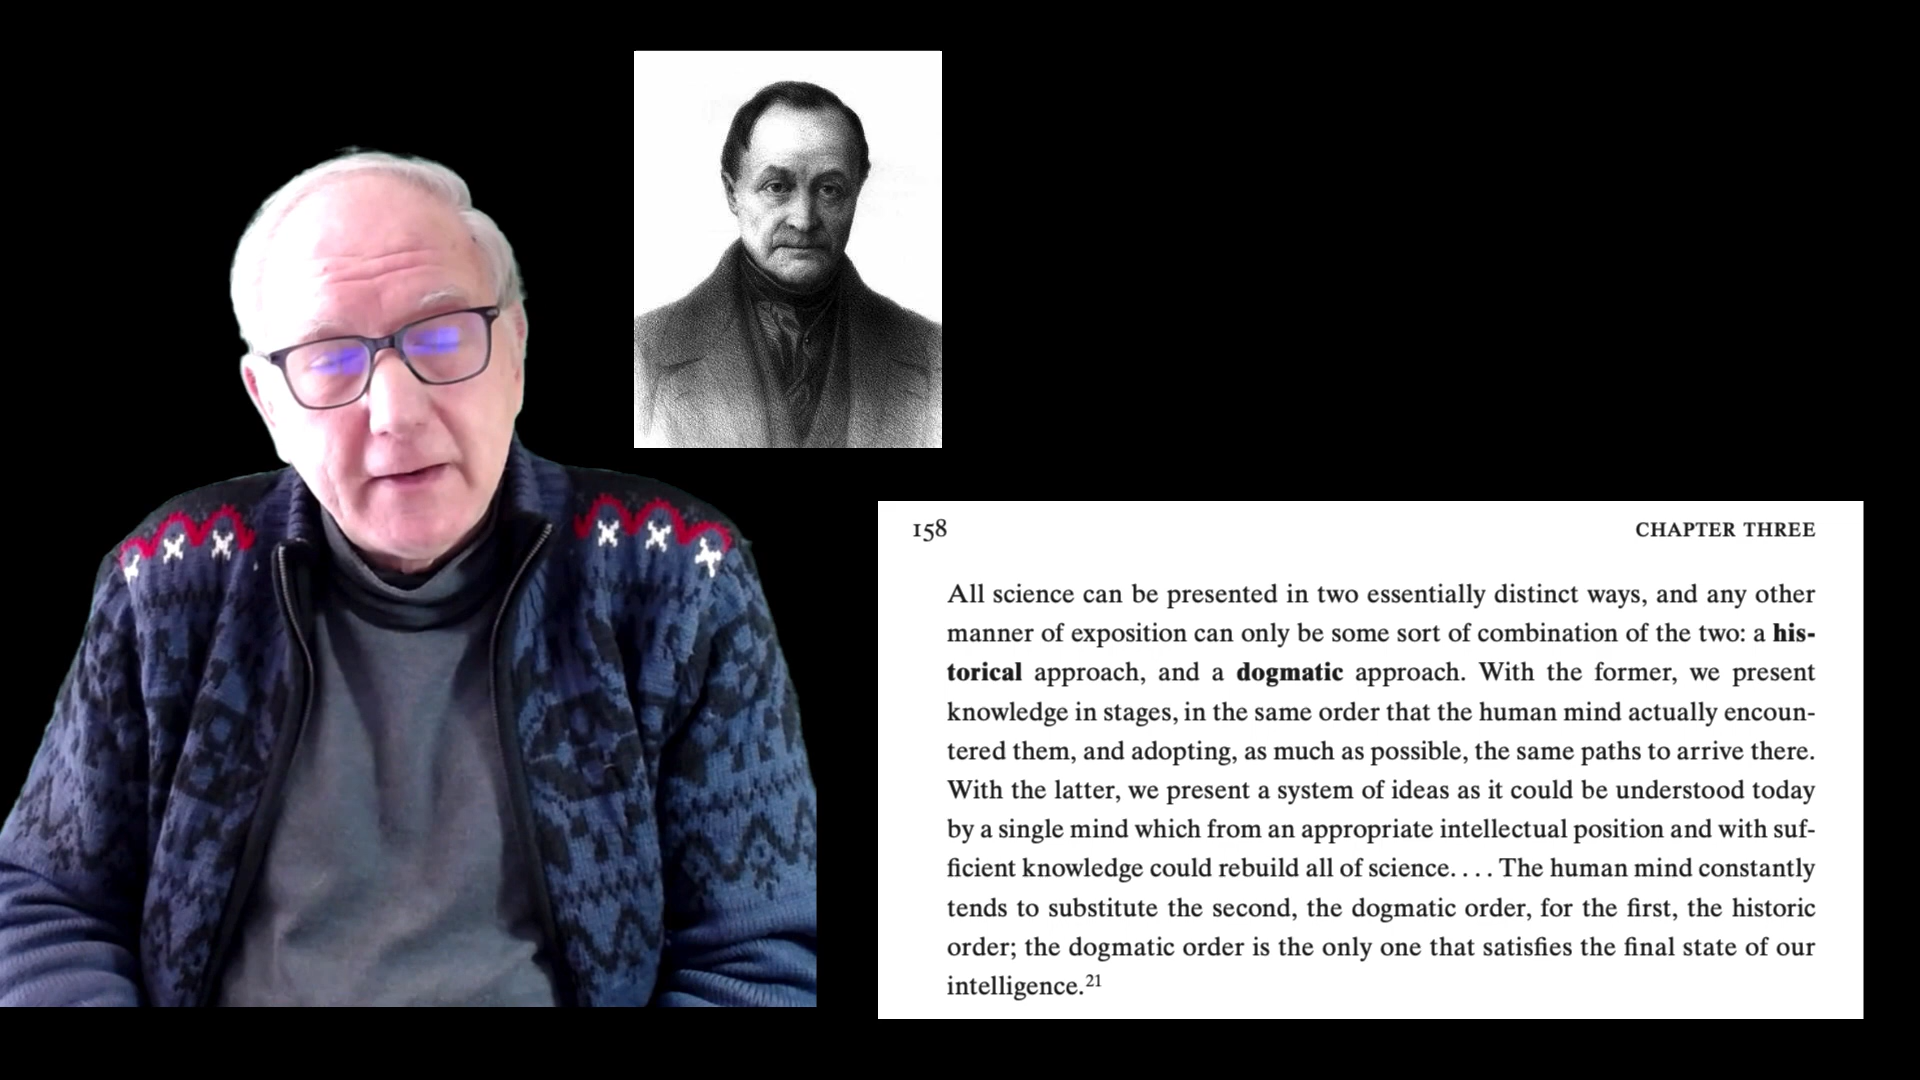 158 CHAPTER THREE
All science can be presented in two essentially distinct ways, and any other
manner of exposition can only be some sort of combination of the two: a his-
torical approach, and a dogmatic approach. With the former, we present
knowledge in stages, in the same order that the human mind actually encoun-
tered them, and adopting, as much as possible, the same paths to arrive there.
With the latter, we present a system of ideas as it could be understood today
by a single mind which from an appropriate intellectual position and with suf-
ficient knowledge could rebuild all of science. . . . The human mind constantly
tends to substitute the second, the dogmatic order, for the first, the historic
order; the dogmatic order is the only one that satisfies the final state of our
intelligence.21